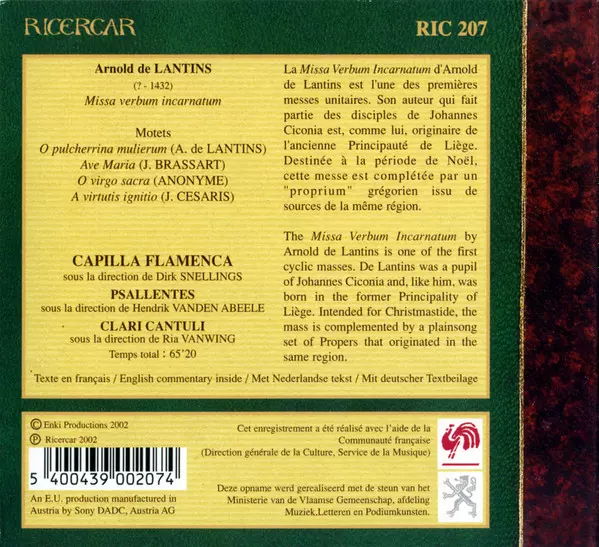 RICERCAR
RIC 207
Arnold de LANTINS
(? - 1432)
Missa verbum incarnatum
Motets
O pulcherrina mulierum (A. de LANTINS)
Ave Maria (J. BRASSART)
O virgo sacra (ANONYME)
A virtutis ignitio (J. CESARIS)
CAPILLA FLAMENCA
sous la direction de Dirk SNELLINGS
PSALLENTES
sous la direction de Hendrik VANDEN ABEELE
CLARI CANTULI
sous la direction de Ria VANWING
Temps total : 65'20
La Missa Verbum Incarnatum d'Arnold
de Lantins est l'une des premières
messes unitaires. Son auteur qui fait
partie des disciples de Johannes
Ciconia est, comme lui, originaire de
l'ancienne Principauté de Liège.
Destinée à la période de Noël,
cette messe est complétée par un
"proprium" grégorien issu de
sources de la même région.
The Missa Verbum Incarnatum by
Arnold de Lantins is one of the first
cyclic masses. De Lantins was a pupil
of Johannes Ciconia and, like him, was
born in the former Principality of
Liège. Intended for Christmastide, the
mass is complemented by a plainsong
set of Propers that originated in the
same region.
Texte en français / English commentary inside / Met Nederlandse tekst / Mit deutscher Textbeilage
© Enki Productions 2002
℗ Ricercar 2002
5 400439 002074
An E.U. production manufactured in
Austria by Sony DADC, Austria AG
Cet enregistrement a été réalisé avec l'aide de la
Communauté française
(Direction générale de la Culture, Service de la Musique)
Deze opname werd gerealiseerd met de steun van het
Ministerie van de Vlaamse Gemeenschap, afdeling
Muziek,Letteren en Podiumkunsten.